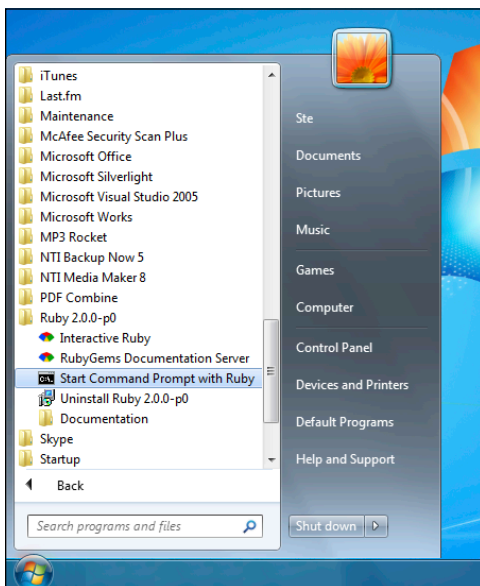 iTunes
Last.fm
Maintenance
McAfee Security Scan Plus
Microsoft Office
Microsoft Silverlight
Microsoft Visual Studio 2005
Microsoft Works
MP3 Rocket
NTI Backup Now 5
NTI Media Maker 8
PDF Combine
Ruby 2.0.0-p0
Interactive Ruby
RubyGems Documentation Server
Start Command Prompt with Ruby
Uninstall Ruby 2.0.0-p0
Documentation
Skype
Startup
Back
Search programs and files
Ste
Documents
Pictures
Music
Games
Computer
Control Panel
Devices and Printers
Default Programs
Help and Support
Shut down